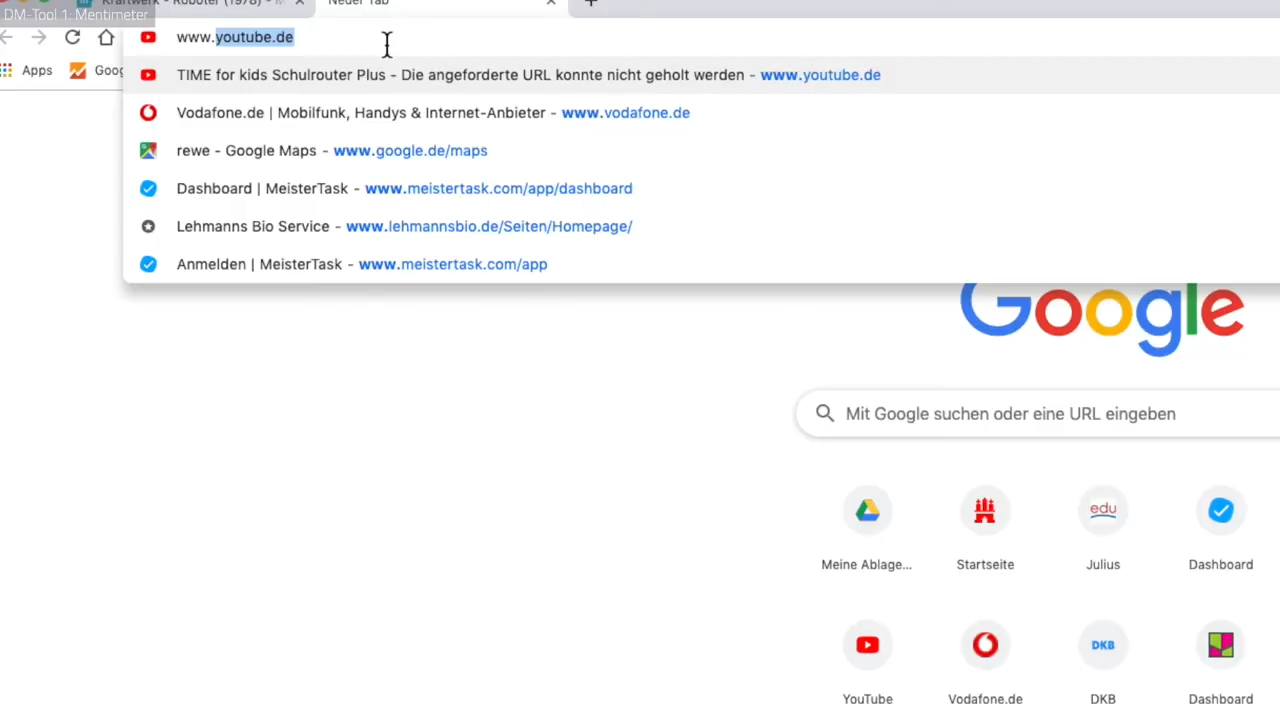 Kraftwerk - Roboter (1978) - M
Neuer Tab
DM-Tool 1: Mentimeter
www.youtube.de
Apps
Goog
TIME for kids Schulrouter Plus - Die angeforderte URL konnte nicht geholt werden - www.youtube.de
Vodafone.de | Mobilfunk, Handys & Internet-Anbieter - www.vodafone.de
rewe - Google Maps - www.google.de/maps
Dashboard | MeisterTask - www.meistertask.com/app/dashboard
Lehmanns Bio Service - www.lehmannsbio.de/Seiten/Homepage/
Anmelden | MeisterTask - www.meistertask.com/app
Google
Mit Google suchen oder eine URL eingeben
edu
Meine Ablage...
Startseite
Julius
Dashboard
DKB
YouTube
Vodafone.de
DKB
Dashboard